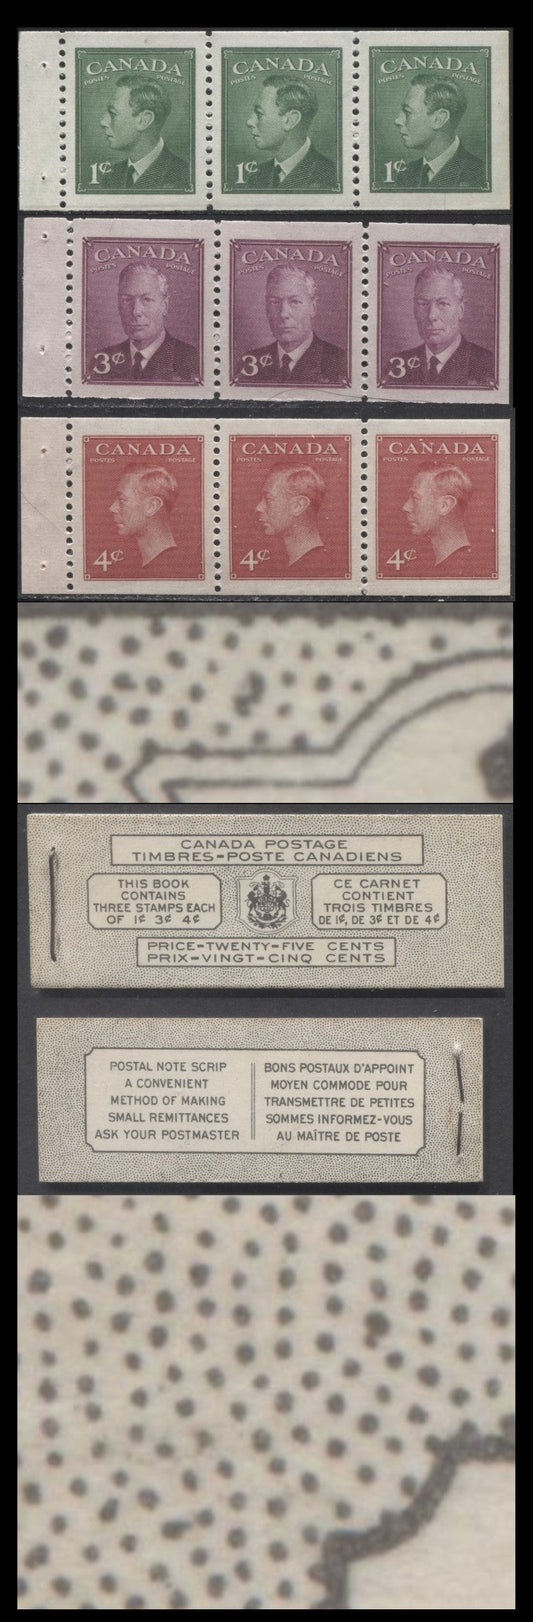 CANADA CANADA CANADA
POSTES POSTAGE POSTES POSTAGE POSTES POSTAGE
1¢ 1¢ 1¢
CANADA CANADA CANADA
POSTES POSTAGE POSTES POSTAGE POSTES POSTAGE
3¢ 3¢ 3¢
CANADA CANADA CANADA
POSTES POSTAGE POSTES POSTAGE POSTES POSTAGE
4¢ 4¢ 4¢
CANADA POSTAGE
TIMBRES-POSTE CANADIENS
THIS BOOK
CONTAINS
THREE STAMPS EACH
OF 1¢ 3¢ 4¢
CE CARNET
CONTIENT
TROIS TIMBRES
DE 1¢, DE 3¢ ET DE 4¢
PRICE-TWENTY-FIVE CENTS
PRIX-VINGT-CINQ CENTS
POSTAL NOTE SCRIP
A CONVENIENT
METHOD OF MAKING
SMALL REMITTANCES
ASK YOUR POSTMASTER
BONS POSTAUX D'APPOINT
MOYEN COMMODE POUR
TRANSMETTRE DE PETITES
SOMMES INFORMEZ-VOUS
AU MAÎTRE DE POSTE